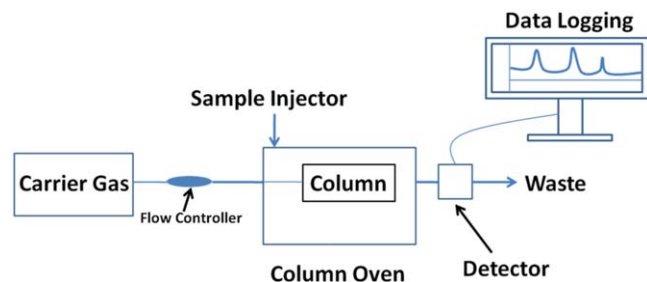 Data Logging
Sample Injector
Carrier Gas
Flow Controller
Column
Waste
Column Oven
Detector